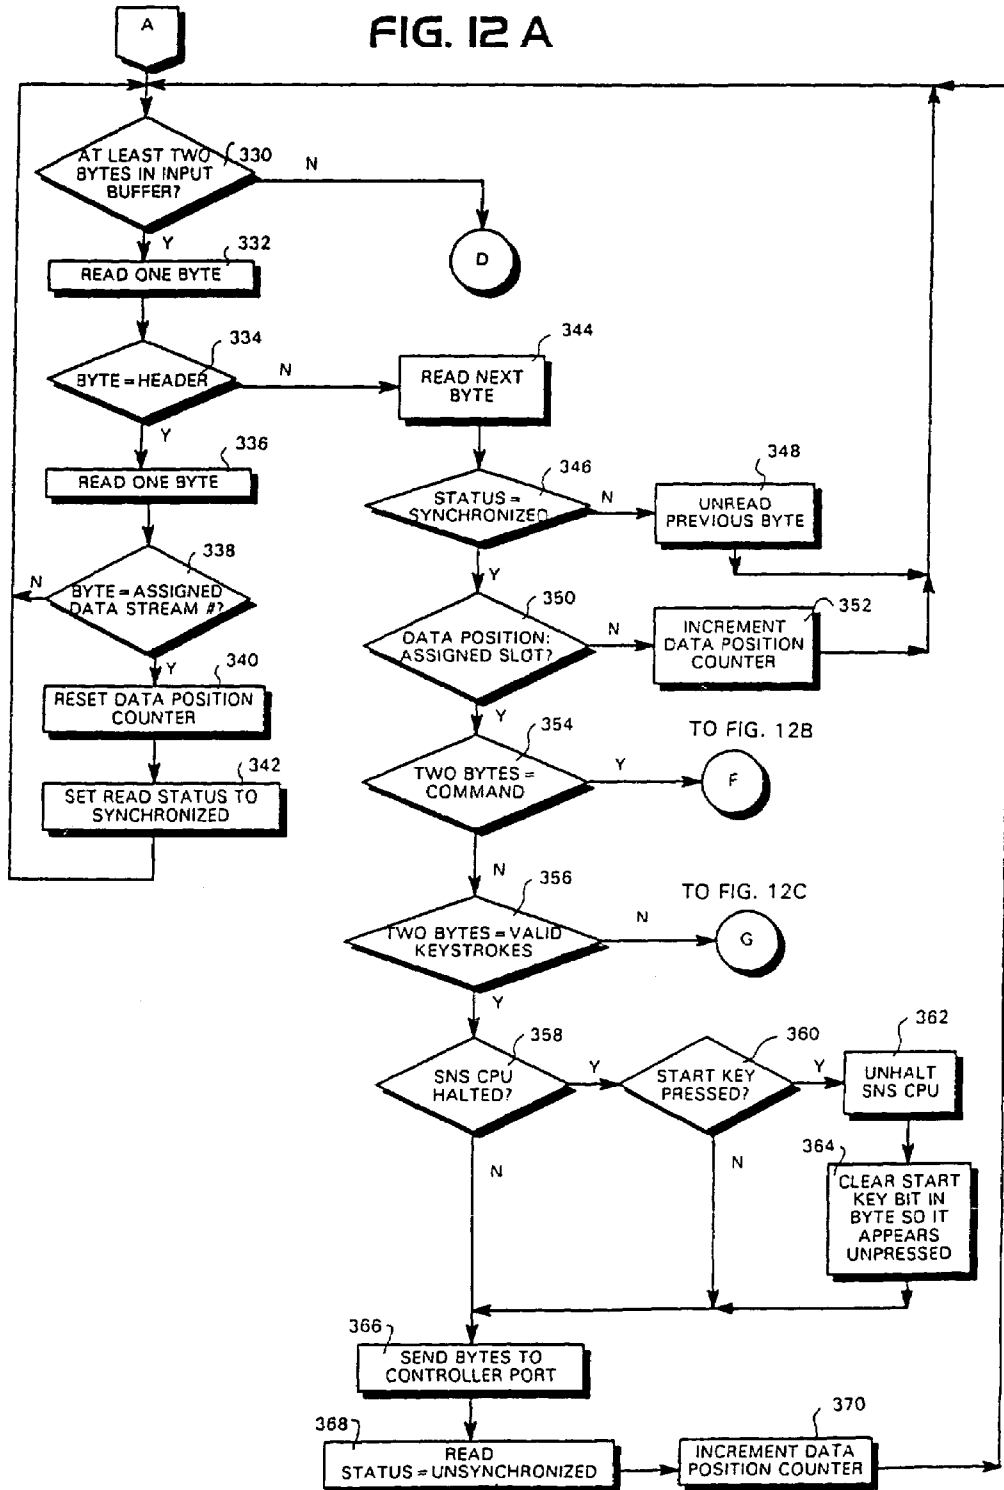 FIG. 12 A
A
AT LEAST TWO
BYTES IN INPUT
BUFFER?
330
N
D
Y
332
READ ONE BYTE
334
BYTE = HEADER
N
344
READ NEXT
BYTE
Y
336
READ ONE BYTE
346
STATUS =
SYNCHRONIZED
N
348
UNREAD
PREVIOUS BYTE
338
N
BYTE = ASSIGNED
DATA STREAM #?
Y
350
DATA POSITION:
ASSIGNED SLOT?
N
352
INCREMENT
DATA POSITION
COUNTER
Y
340
RESET DATA POSITION
COUNTER
Y
354
TO FIG. 12B
342
SET READ STATUS TO
SYNCHRONIZED
TWO BYTES =
COMMAND
Y
F
N
356
TO FIG. 12C
TWO BYTES = VALID
KEYSTROKES
N
G
Y
358
SNS CPU
HALTED?
Y
360
START KEY
PRESSED?
Y
362
UNHALT
SNS CPU
N
N
364
CLEAR START
KEY BIT IN
BYTE SO IT
APPEARS
UNPRESSED
366
SEND BYTES TO
CONTROLLER PORT
368
READ
STATUS = UNSYNCHRONIZED
370
INCREMENT DATA
POSITION COUNTER